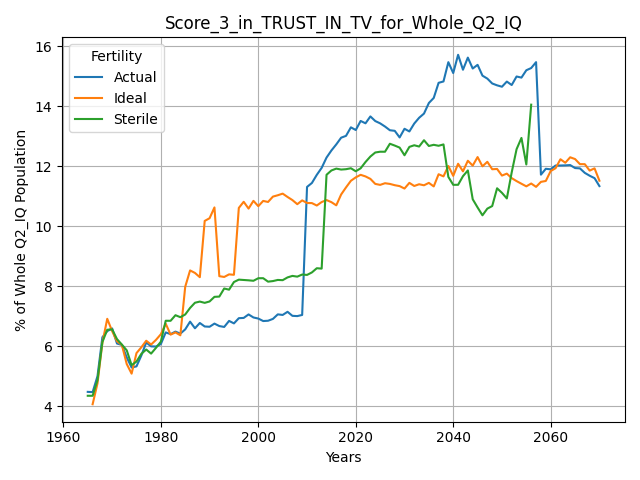 Score_3_in_TRUST_IN_TV_for_Whole_Q2_IQ
Fertility
Actual
Ideal
Sterile
% of Whole Q2_IQ Population
16
14
12
10
8
6
4
1960 1980 2000 2020 2040 2060
Years